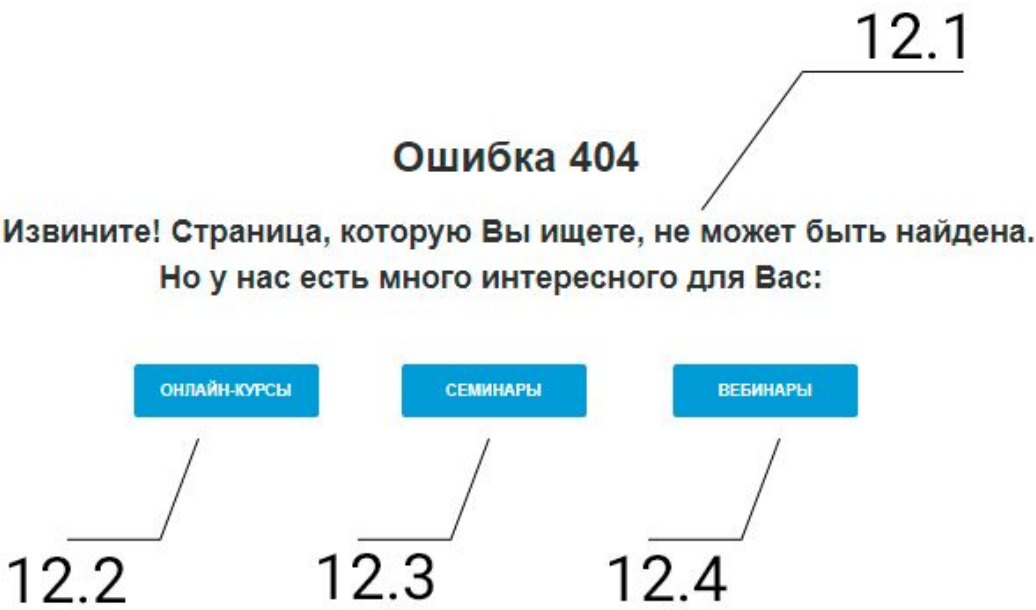 12.1
Ошибка 404
Извините! Страница, которую Вы ищете, не может быть найдена.
Но у нас есть много интересного для Вас:
ОНЛАЙН-КУРСЫ
СЕМИНАРЫ
ВЕБИНАРЫ
12.2
12.3
12.4